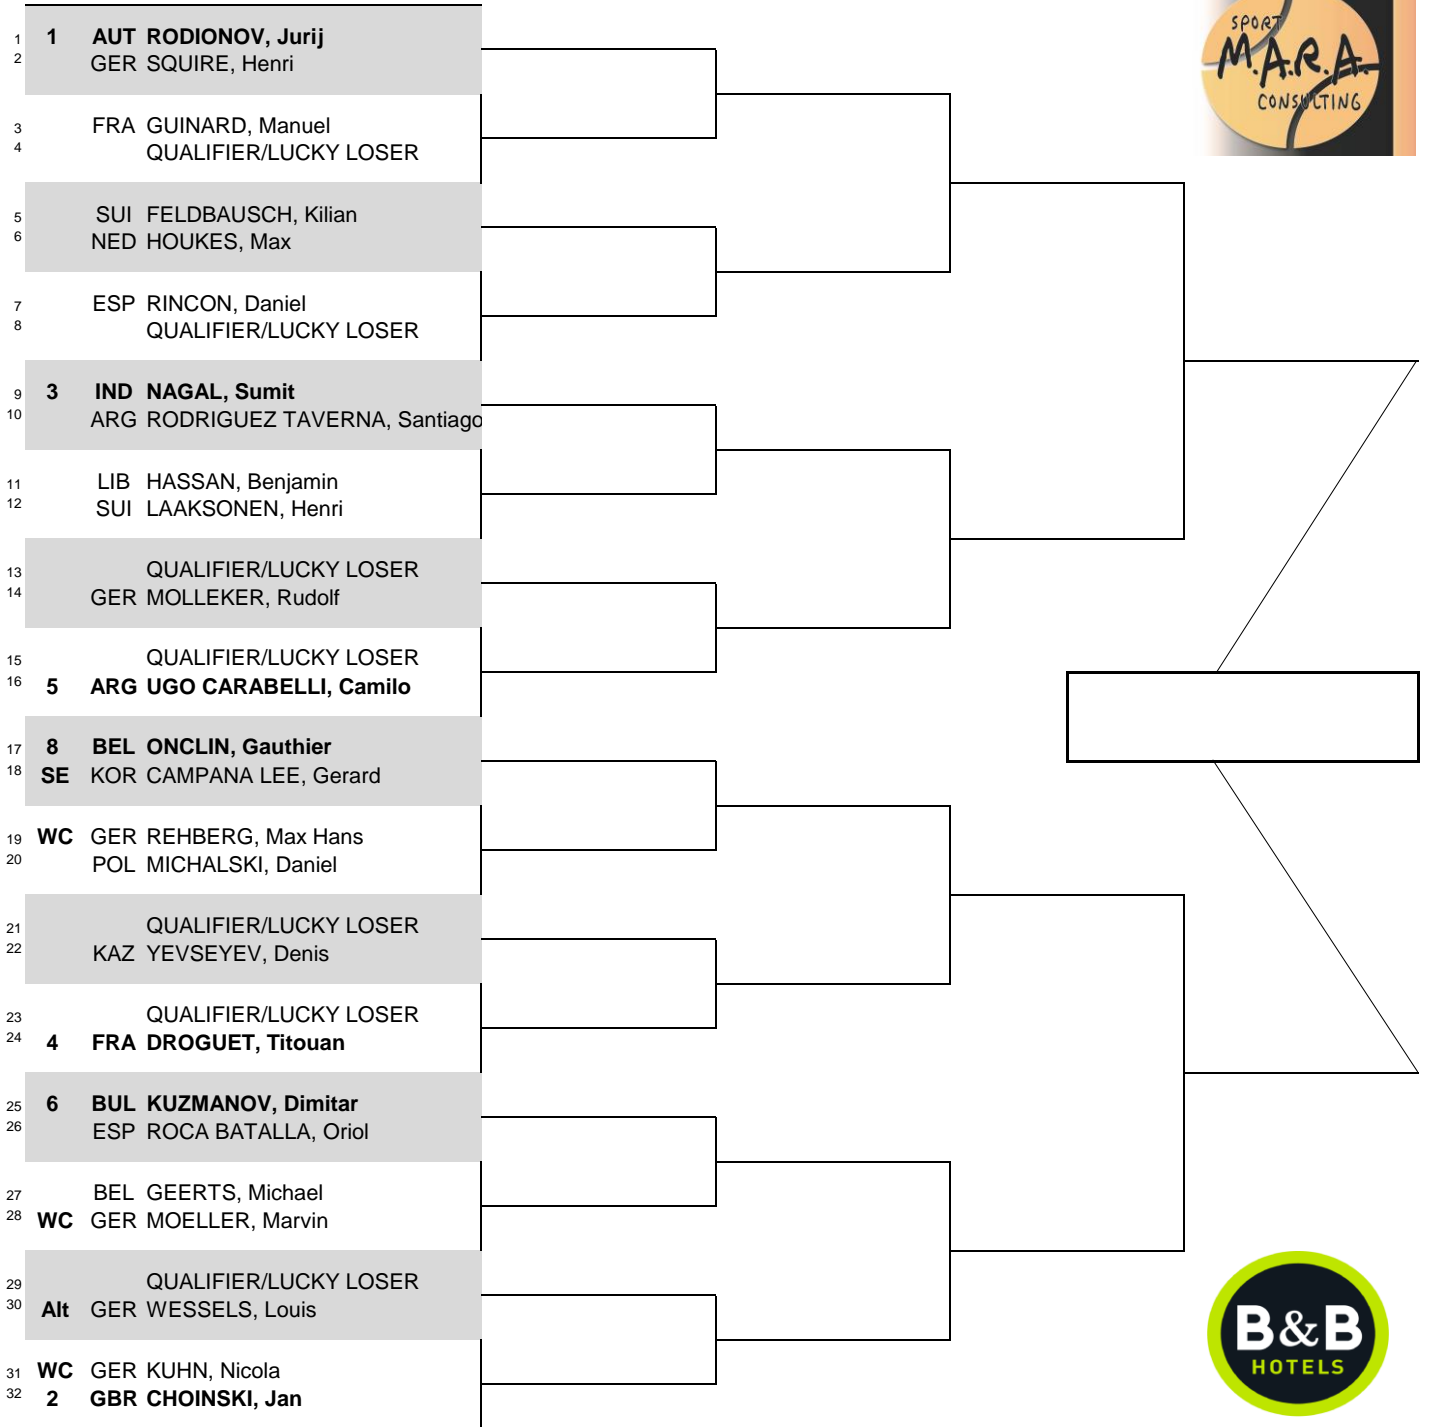 SPORT
M.A.R.A.
CONSULTING
1 1 AUT RODIONOV, Jurij
2 GER SQUIRE, Henri
3 FRA GUINARD, Manuel
4 QUALIFIER/LUCKY LOSER
5 SUI FELDBAUSCH, Kilian
6 NED HOUKES, Max
7 ESP RINCON, Daniel
8 QUALIFIER/LUCKY LOSER
9 3 IND NAGAL, Sumit
10 ARG RODRIGUEZ TAVERNA, Santiago
11 LIB HASSAN, Benjamin
12 SUI LAAKSONEN, Henri
13 QUALIFIER/LUCKY LOSER
14 GER MOLLEKER, Rudolf
15 QUALIFIER/LUCKY LOSER
16 5 ARG UGO CARABELLI, Camilo
17 8 BEL ONCLIN, Gauthier
18 SE KOR CAMPANA LEE, Gerard
19 WC GER REHBERG, Max Hans
20 POL MICHALSKI, Daniel
21 QUALIFIER/LUCKY LOSER
22 KAZ YEVSEYEV, Denis
23 QUALIFIER/LUCKY LOSER
24 4 FRA DROGUET, Titouan
25 6 BUL KUZMANOV, Dimitar
26 ESP ROCA BATALLA, Oriol
27 BEL GEERTS, Michael
28 WC GER MOELLER, Marvin
29 QUALIFIER/LUCKY LOSER
30 Alt GER WESSELS, Louis
31 WC GER KUHN, Nicola
32 2 GBR CHOINSKI, Jan
B&B
HOTELS